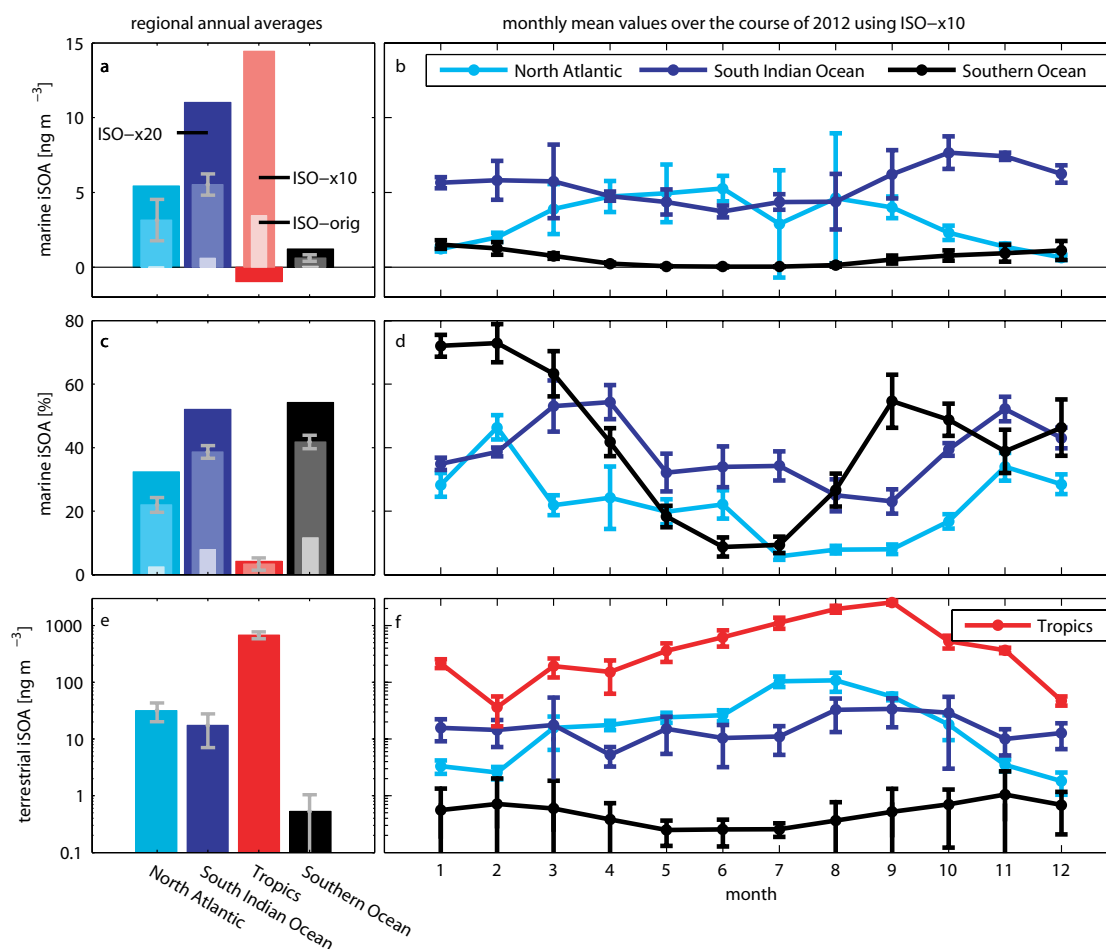 regional annual averages
monthly mean values over the course of 2012 using ISO−x10
a
b
North Atlantic
South Indian Ocean
Southern Ocean
marine iSOA [ng m −3]
15
10
5
0
ISO−x20
ISO−x10
ISO−orig
c
d
marine iSOA [%]
80
60
40
20
0
e
f
Tropics
terrestrial iSOA [ng m −3]
1000
100
10
1
0.1
North Atlantic
South Indian Ocean
Tropics
Southern Ocean
1 2 3 4 5 6 7 8 9 10 11 12
month